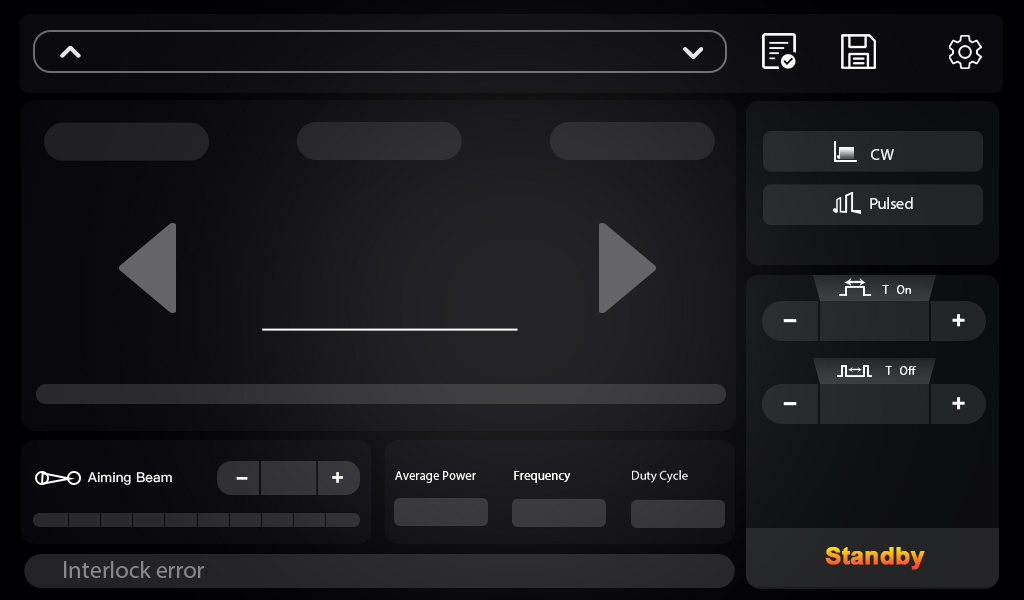 CW
Pulsed
T On
T Off
Aiming Beam
Average Power
Frequency
Duty Cycle
Interlock error
Standby